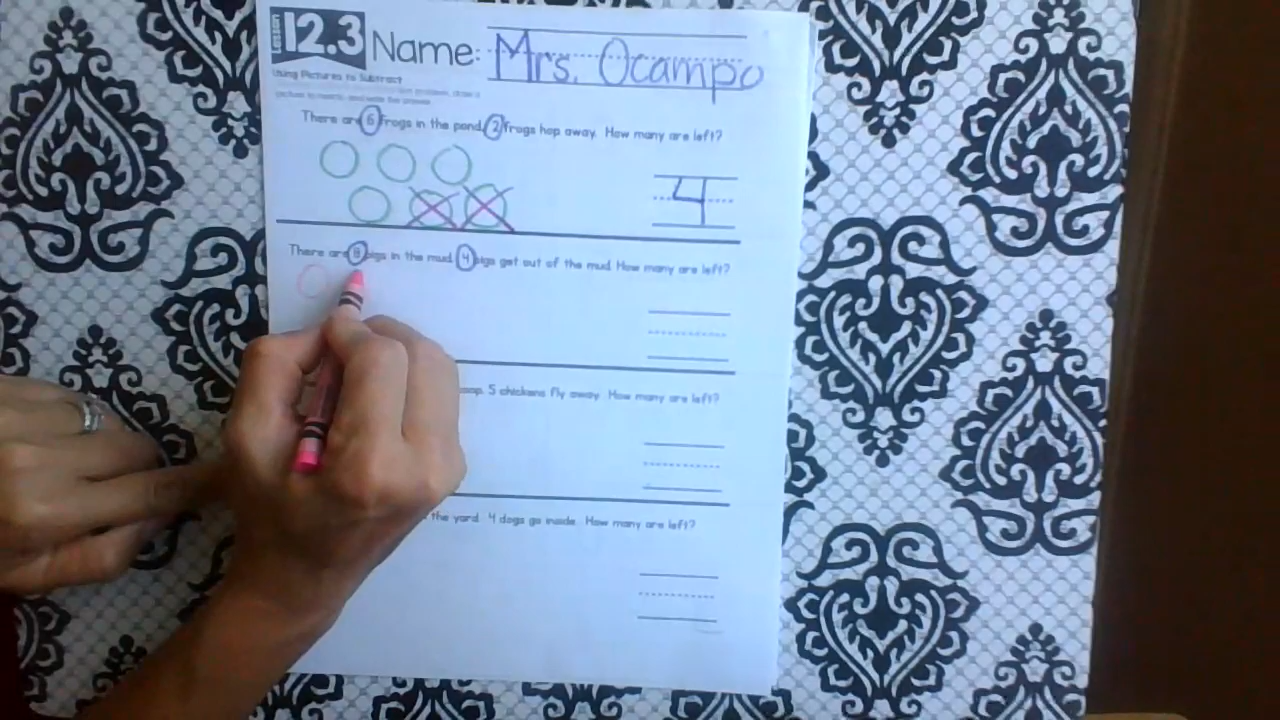 LESSON 12.3 Name: Mrs. Ocampo
Using Pictures to Subtract
There are 6 frogs in the pond. 2 frogs hop away. How many are left?
4
There are 8 pigs in the mud. 4 pigs get out of the mud. How many are left?
5 chickens fly away. How many are left?
the yard. 4 dogs go inside. How many are left?